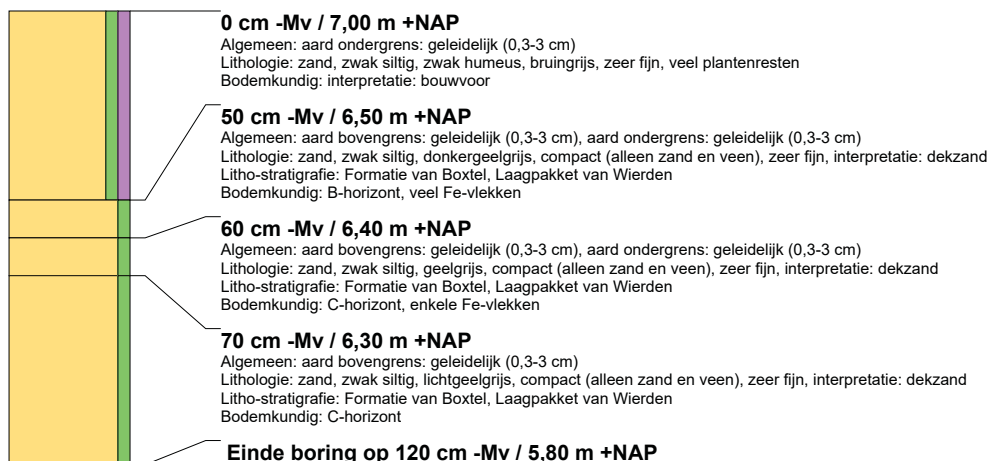 0 cm -Mv / 7,00 m +NAP
Algemeen: aard ondergrens: geleidelijk (0,3-3 cm)
Lithologie: zand, zwak siltig, zwak humeus, bruingrijs, zeer fijn, veel plantenresten
Bodemkundig: interpretatie: bouwvoor
50 cm -Mv / 6,50 m +NAP
Algemeen: aard bovengrens: geleidelijk (0,3-3 cm), aard ondergrens: geleidelijk (0,3-3 cm)
Lithologie: zand, zwak siltig, donkergeelgrijs, compact (alleen zand en veen), zeer fijn, interpretatie: dekzand
Litho-stratigrafie: Formatie van Boxtel, Laagpakket van Wierden
Bodemkundig: B-horizont, veel Fe-vlekken
60 cm -Mv / 6,40 m +NAP
Algemeen: aard bovengrens: geleidelijk (0,3-3 cm), aard ondergrens: geleidelijk (0,3-3 cm)
Lithologie: zand, zwak siltig, geelgrijs, compact (alleen zand en veen), zeer fijn, interpretatie: dekzand
Litho-stratigrafie: Formatie van Boxtel, Laagpakket van Wierden
Bodemkundig: C-horizont, enkele Fe-vlekken
70 cm -Mv / 6,30 m +NAP
Algemeen: aard bovengrens: geleidelijk (0,3-3 cm)
Lithologie: zand, zwak siltig, lichtgeelgrijs, compact (alleen zand en veen), zeer fijn, interpretatie: dekzand
Litho-stratigrafie: Formatie van Boxtel, Laagpakket van Wierden
Bodemkundig: C-horizont
Einde boring op 120 cm -Mv / 5,80 m +NAP